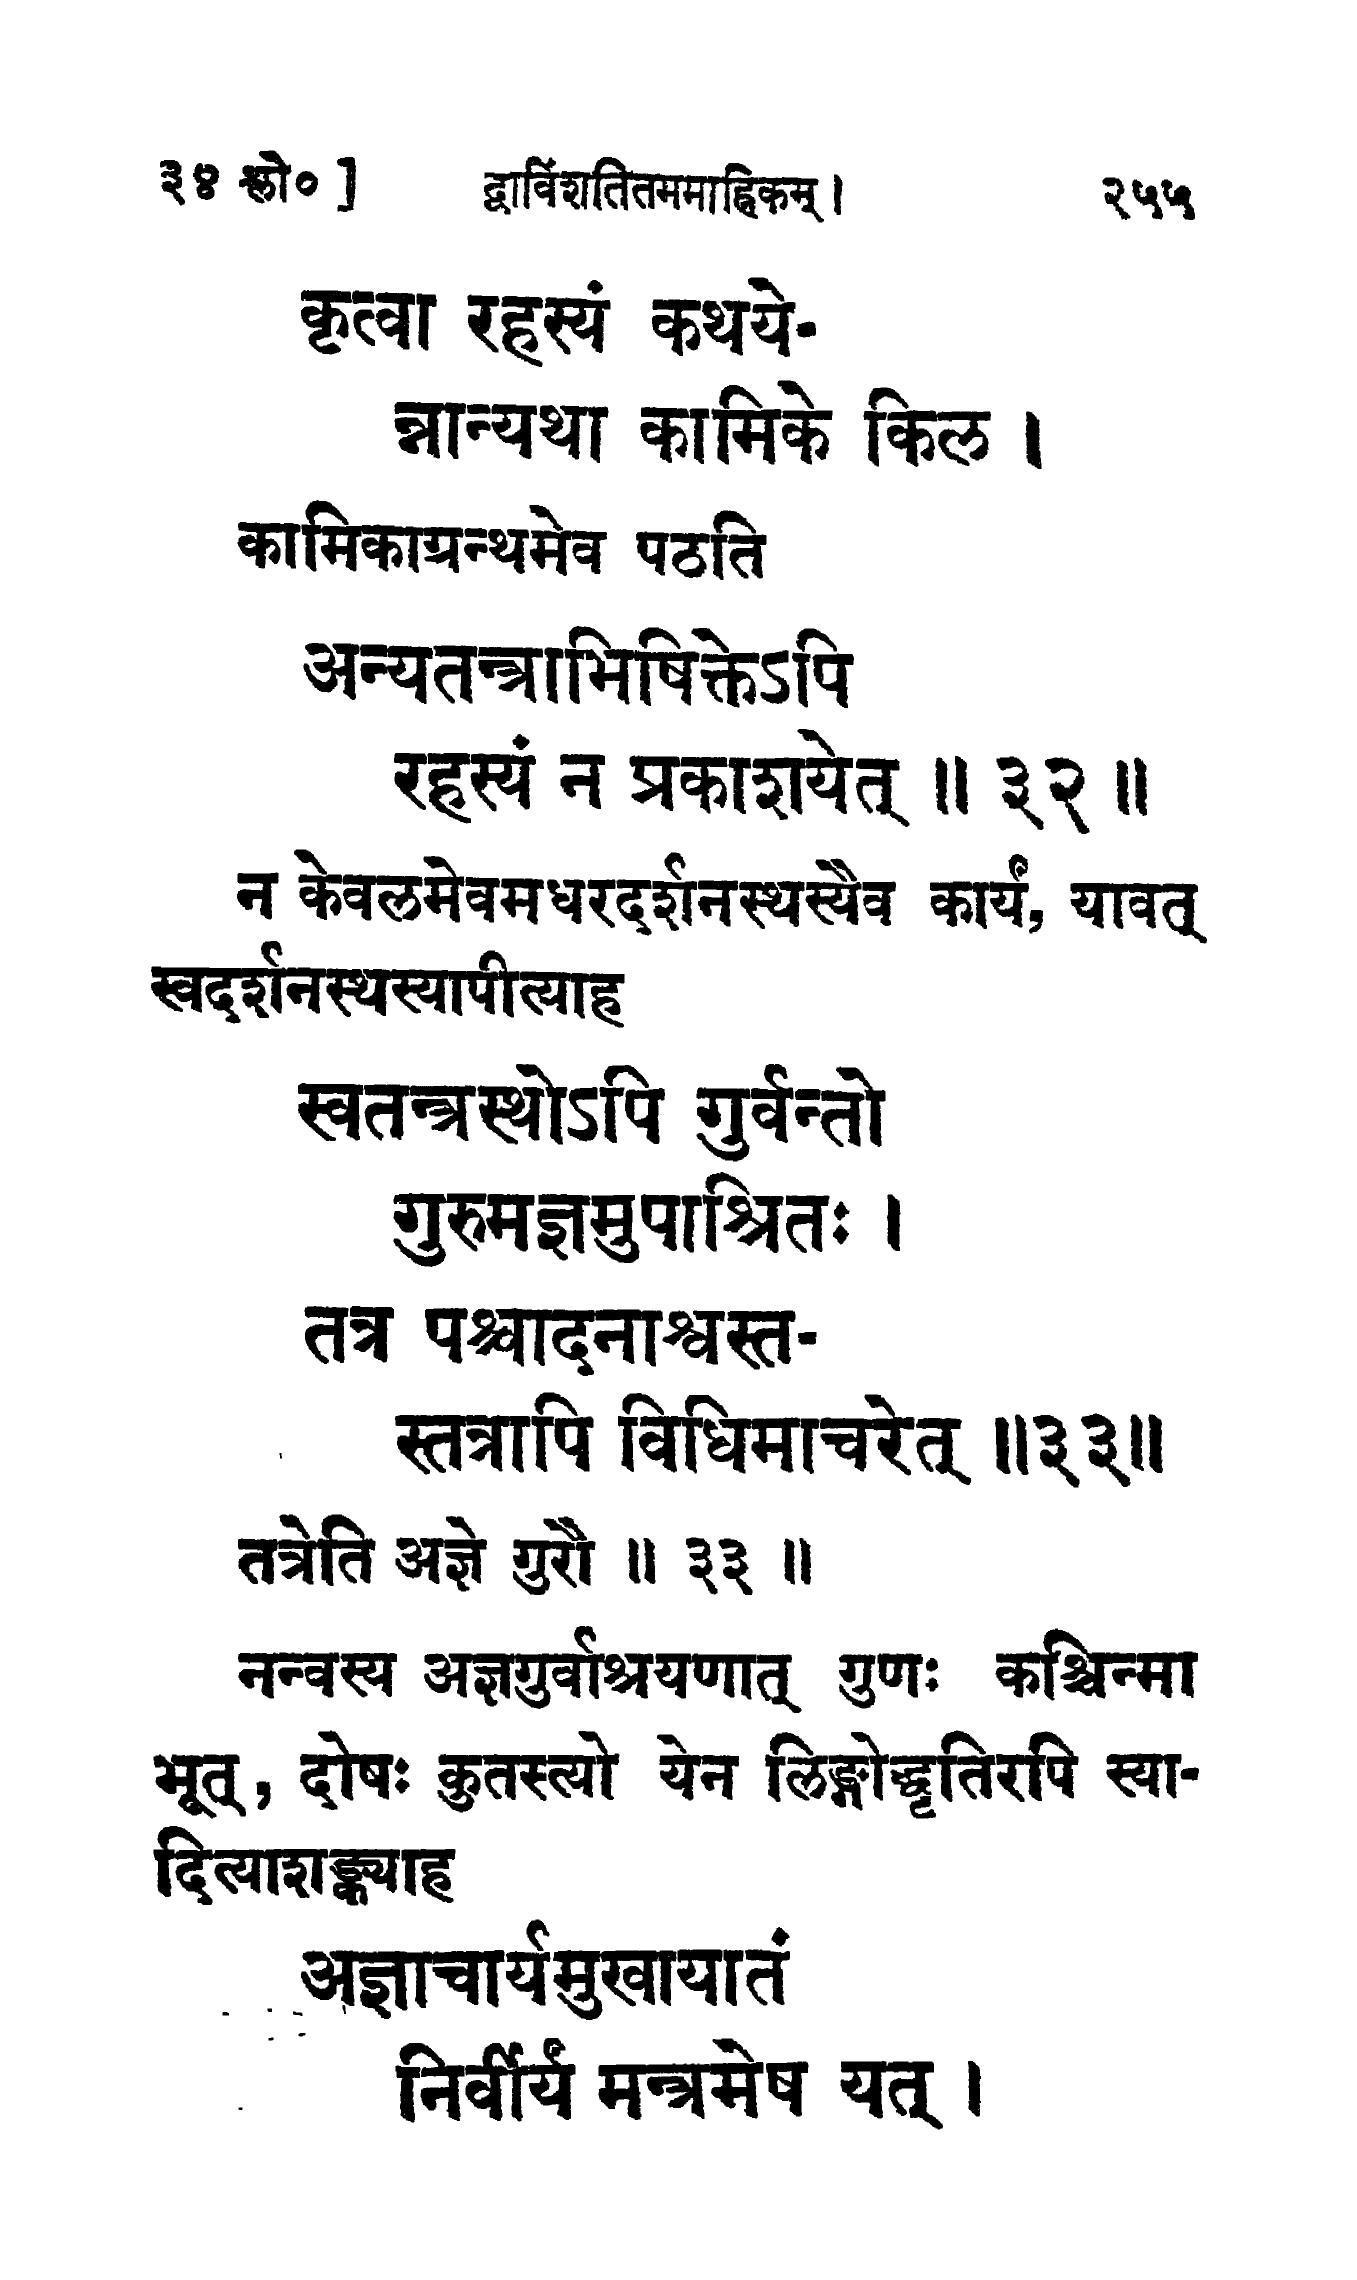 ३४ श्लो० ]
द्वाविंशतितममाह्निकम् ।
२५५
कृत्वा रहस्यं कथये-
न्नान्यथा कामिके किल ।
कामिकाग्रन्थमेव पठति
अन्यतन्त्राभिषिक्तेऽपि
रहस्यं न प्रकाशयेत् ॥ ३२ ॥
न केवलमेवमधरदर्शनस्थस्यैव कार्यं, यावत्
स्वदर्शनस्थस्यापीत्याह
स्वतन्त्रस्थोऽपि गुर्वन्तो
गुरुमज्ञमुपाश्रितः ।
तत्र पश्चादनाश्वस्त-
स्तत्रापि विधिमाचरेत् ॥३३॥
तत्रेति अज्ञे गुरौ ॥ ३३ ॥
नन्वस्य अज्ञगुर्वाश्रयणात् गुणः कश्चिन्मा
भूत्, दोषः कुतस्त्यो येन लिङ्गोद्धृतिरपि स्या-
दित्याशङ्क्याह
अज्ञाचार्यमुखायातं
निर्वीर्यं मन्त्रमेष यत् ।